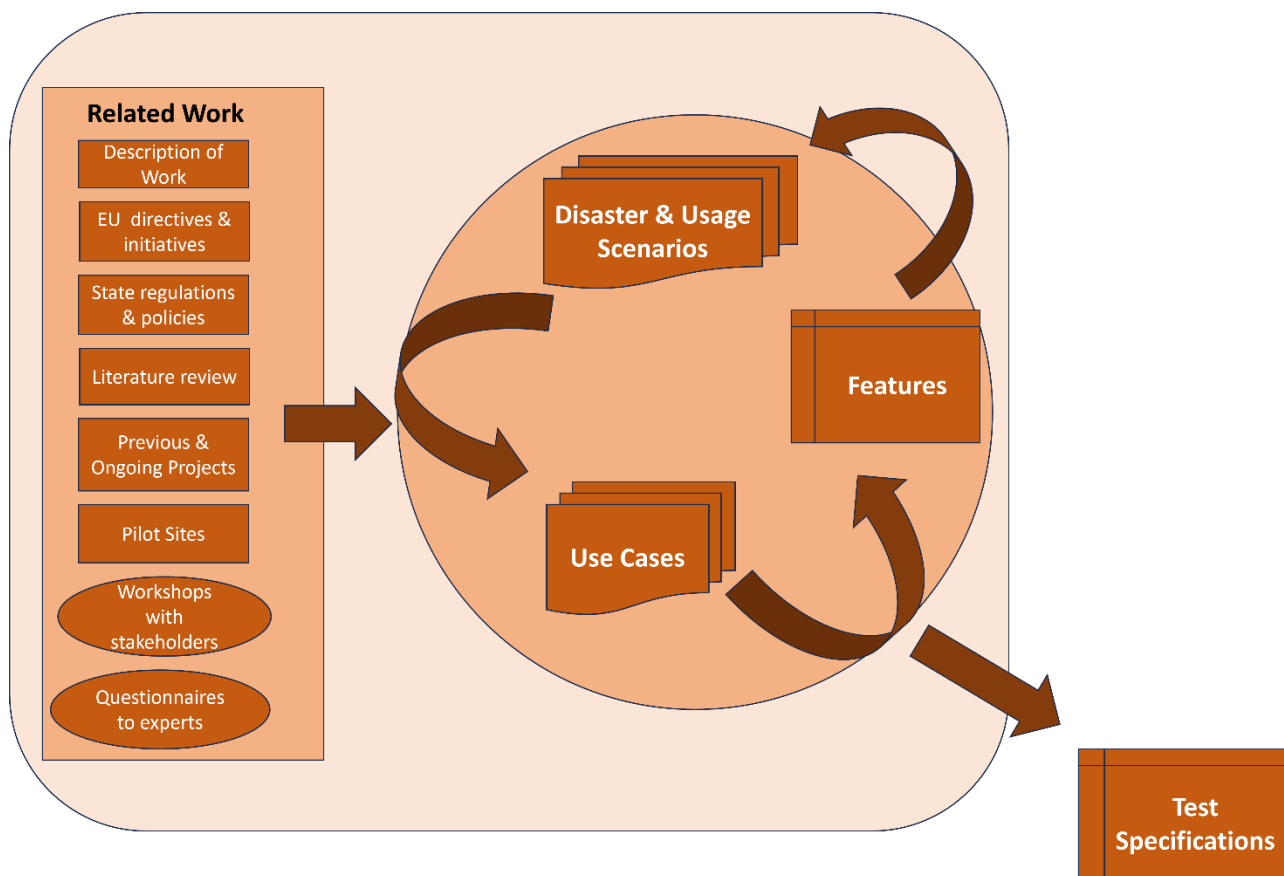 Related Work
Description of
Work
EU directives &
initiatives
State regulations
& policies
Literature review
Previous &
Ongoing Projects
Pilot Sites
Workshops
with
stakeholders
Questionnaires
to experts
Disaster & Usage
Scenarios
Features
Use Cases
Test
Specifications